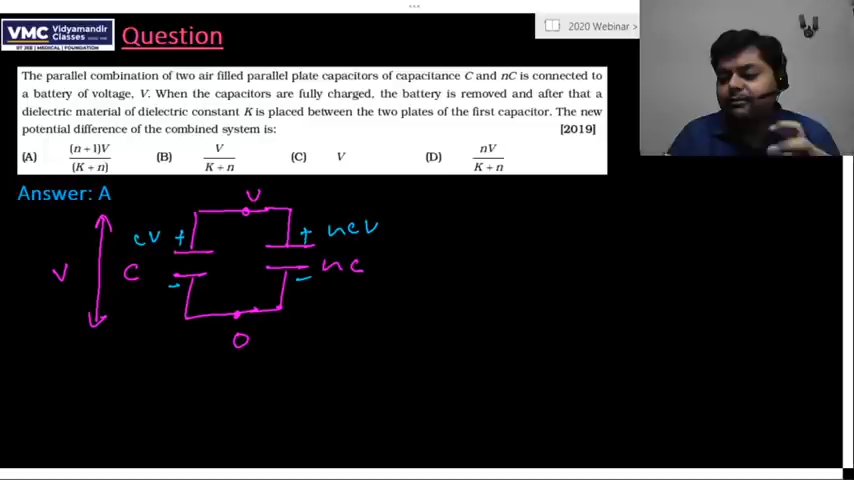 VMC Vidyamandir Classes
IIT JEE | MEDICAL | FOUNDATION
Question
2020 Webinar >
The parallel combination of two air filled parallel plate capacitors of capacitance C and nC is connected to
a battery of voltage, V. When the capacitors are fully charged, the battery is removed and after that a
dielectric material of dielectric constant K is placed between the two plates of the first capacitor. The new
potential difference of the combined system is: [2019]
(A) (n+1)V/(K+n) (B) V/(K+n) (C) V (D) nV/(K+n)
Answer: A
V
CV + + nCV
V C nC
- -
0